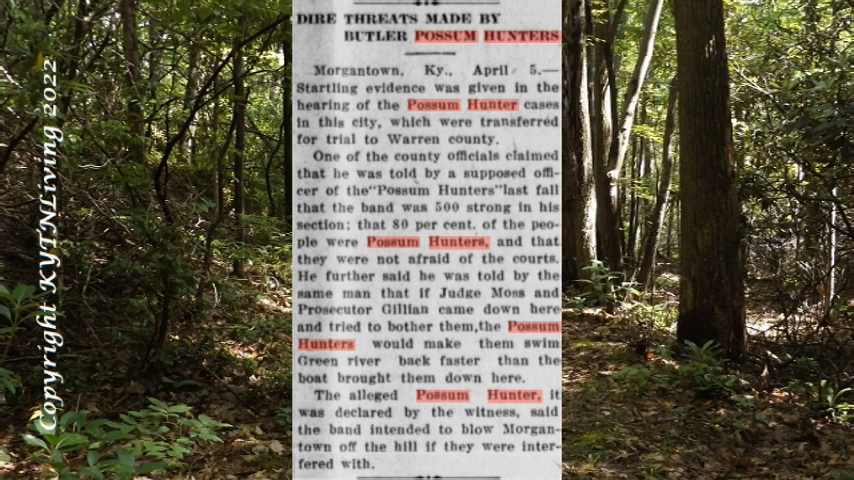 DIRE THREATS MADE BY
BUTLER POSSUM HUNTERS
Morgantown, Ky., April 5.—
Startling evidence was given in the
hearing of the Possum Hunter cases
in this city, which were transferred
for trial to Warren county.
One of the county officials claimed
that he was told by a supposed offi-
cer of the"Possum Hunters"last fall
that the band was 500 strong in his
section; that 80 per cent. of the peo-
ple were Possum Hunters, and that
they were not afraid of the courts.
He further said he was told by the
same man that if Judge Moss and
Prosecutor Gillian came down here
and tried to bother them,the Possum
Hunters would make them swim
Green river back faster than the
boat brought them down here.
The alleged Possum Hunter, it
was declared by the witness, said
the band intended to blow Morgan-
town off the hill if they were inter-
fered with.
Copyright KYTNLiving 2022